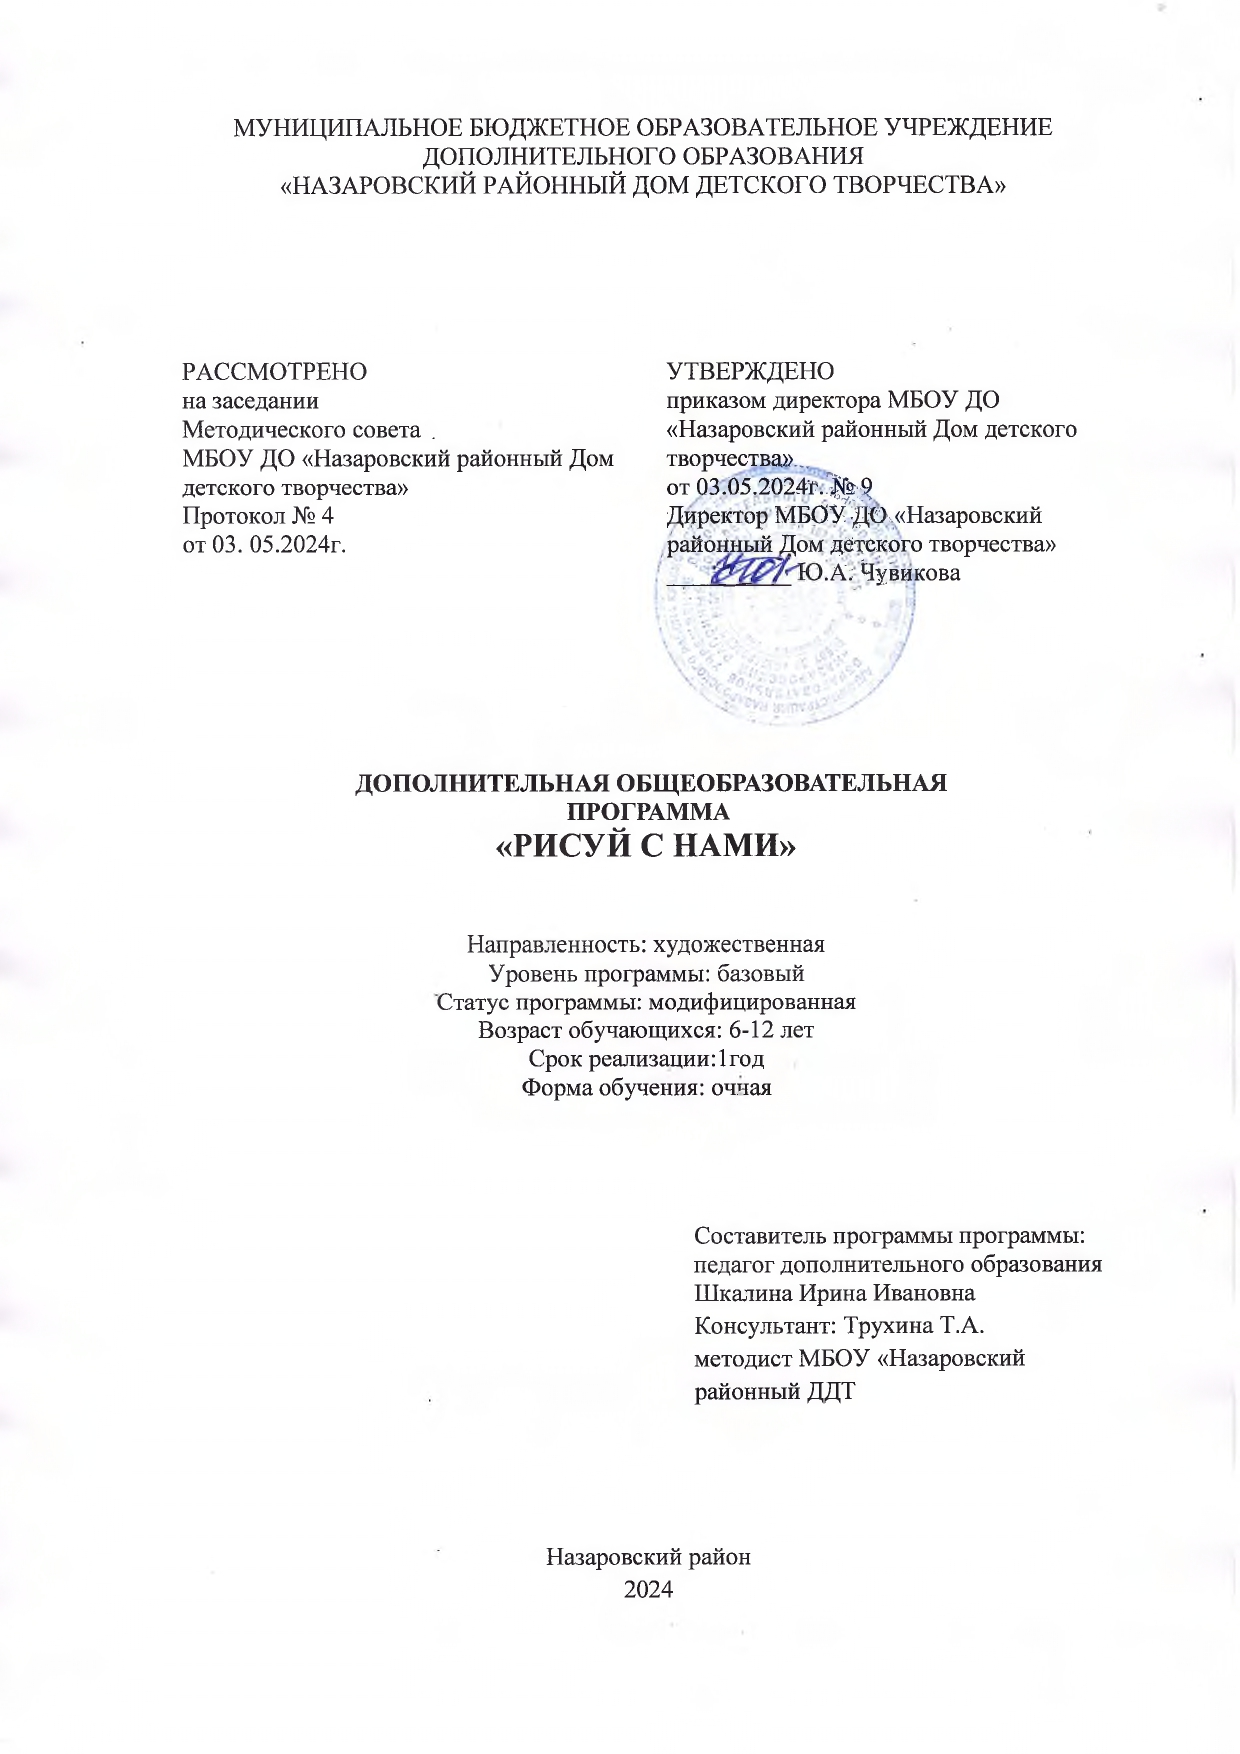 МУНИЦИПАЛЬНОЕ БЮДЖЕТНОЕ ОБРАЗОВАТЕЛЬНОЕ УЧРЕЖДЕНИЕ
ДОПОЛНИТЕЛЬНОГО ОБРАЗОВАНИЯ
«НАЗАРОВСКИЙ РАЙОННЫЙ ДОМ ДЕТСКОГО ТВОРЧЕСТВА»
РАССМОТРЕНО
на заседании
Методического совета
МБОУ ДО «Назаровский районный Дом
детского творчества»
Протокол № 4
от 03. 05.2024г.
УТВЕРЖДЕНО
приказом директора МБОУ ДО
«Назаровский районный Дом детского
творчества»
от 03.05.2024г. № 9
Директор МБОУ ДО «Назаровский
районный Дом детского творчества»
__________ Ю.А. Чувикова
ДОПОЛНИТЕЛЬНАЯ ОБЩЕОБРАЗОВАТЕЛЬНАЯ
ПРОГРАММА
«РИСУЙ С НАМИ»
Направленность: художественная
Уровень программы: базовый
Статус программы: модифицированная
Возраст обучающихся: 6-12 лет
Срок реализации:1год
Форма обучения: очная
Составитель программы программы:
педагог дополнительного образования
Шкалина Ирина Ивановна
Консультант: Трухина Т.А.
методист МБОУ «Назаровский
районный ДДТ
Назаровский район
2024